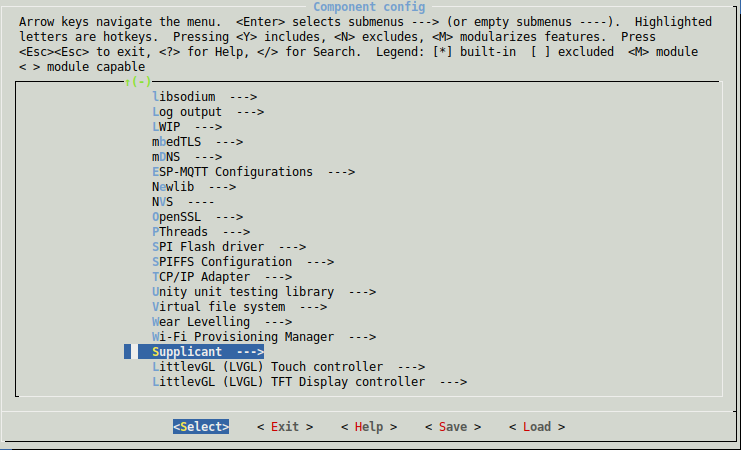 Component config
Arrow keys navigate the menu.  <Enter> selects submenus ---> (or empty submenus ----).  Highlighted
letters are hotkeys.  Pressing <Y> includes, <N> excludes, <M> modularizes features.  Press
<Esc><Esc> to exit, <?> for Help, </> for Search.  Legend: [*] built-in  [ ] excluded  <M> module
< > module capable
↑(-)
libsodium  --->
Log output  --->
LWIP  --->
mbedTLS  --->
mDNS  --->
ESP-MQTT Configurations  --->
Newlib  --->
NVS  ----
OpenSSL  --->
PThreads  --->
SPI Flash driver  --->
SPIFFS Configuration  --->
TCP/IP Adapter  --->
Unity unit testing library  --->
Virtual file system  --->
Wear Levelling  --->
Wi-Fi Provisioning Manager  --->
Supplicant  --->
LittlevGL (LVGL) Touch controller  --->
LittlevGL (LVGL) TFT Display controller  --->
<Select>    < Exit >    < Help >    < Save >    < Load >